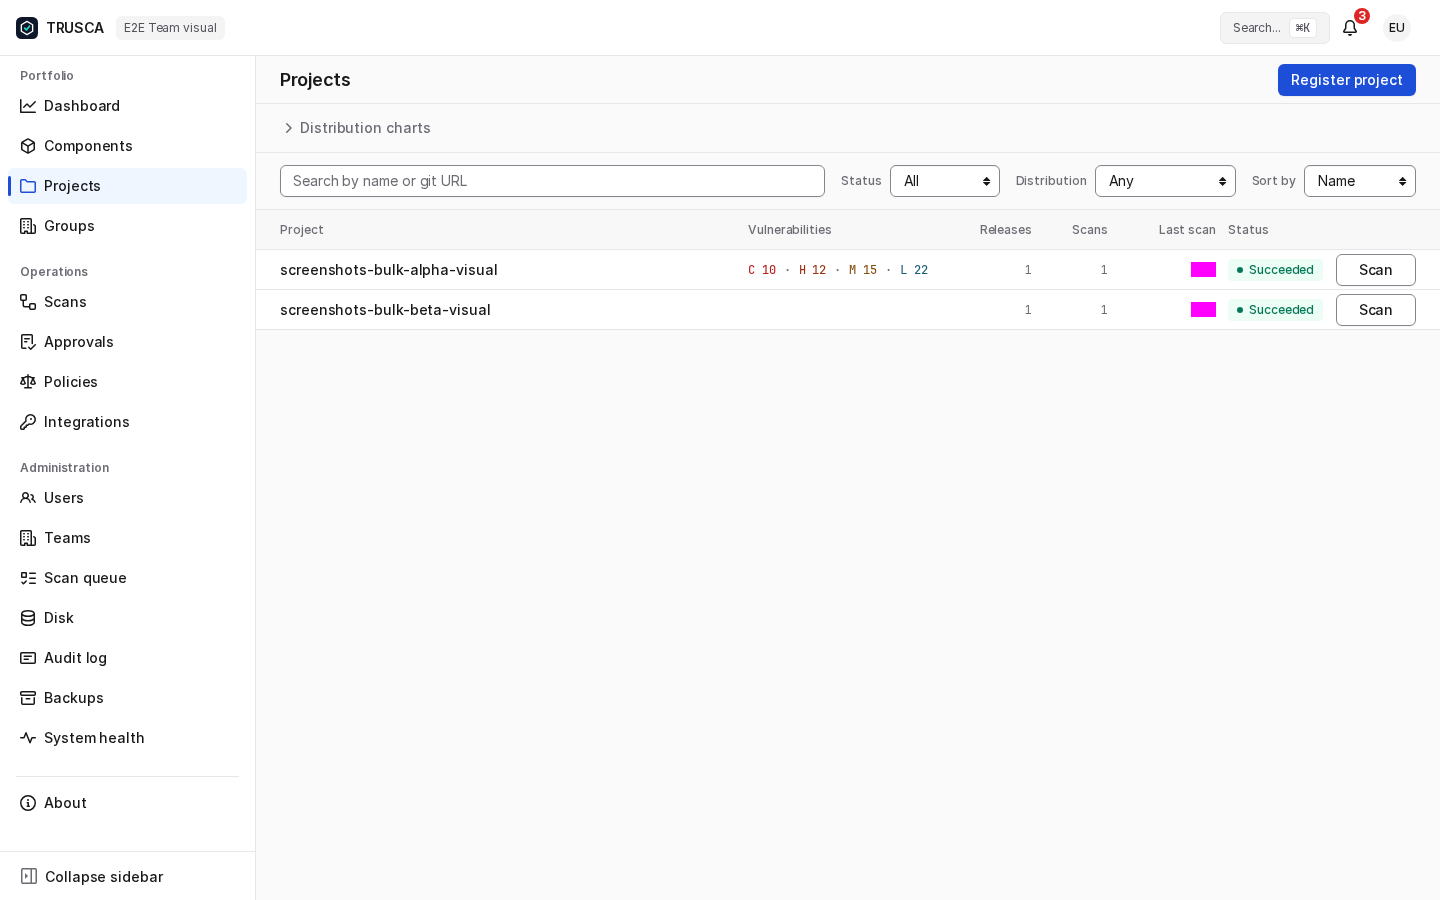 TRUSCA
E2E Team visual
Search...
⌘K
3
EU
Portfolio
Dashboard
Components
Projects
Groups
Operations
Scans
Approvals
Policies
Integrations
Administration
Users
Teams
Scan queue
Disk
Audit log
Backups
System health
About
Collapse sidebar
Projects
Register project
Distribution charts
Search by name or git URL
Status
All
Distribution
Any
Sort by
Name
Project Vulnerabilities Releases Scans Last scan Status
screenshots-bulk-alpha-visual C 10 · H 12 · M 15 · L 22 1 1 Succeeded Scan
screenshots-bulk-beta-visual 1 1 Succeeded Scan